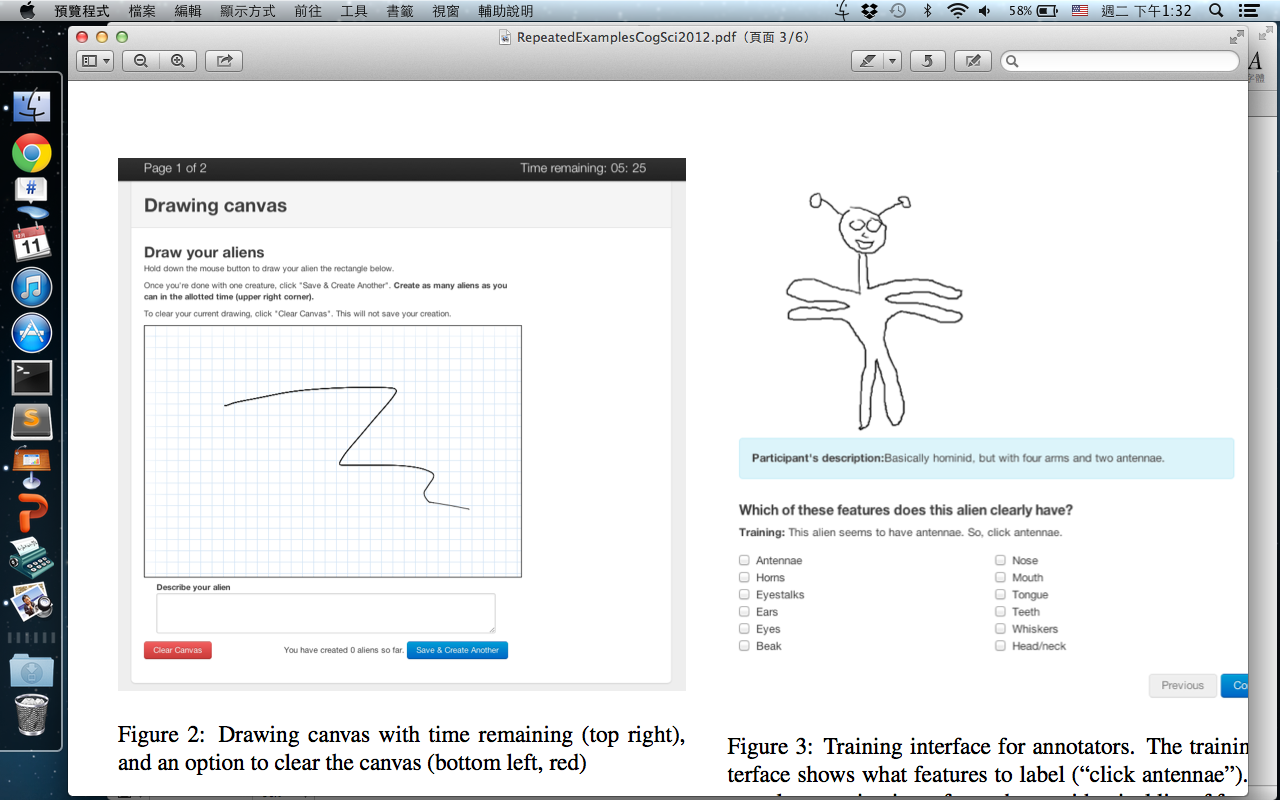 預覽程式 檔案 編輯 顯示方式 前往 工具 書籤 視窗 輔助說明 58% 週二 下午1:32
RepeatedExamplesCogSci2012.pdf（頁面 3/6）
A
字體
#
11
S
Page 1 of 2
Time remaining: 05: 25
Drawing canvas
Draw your aliens
Hold down the mouse button to draw your alien the rectangle below.
Once you're done with one creature, click "Save & Create Another". Create as many aliens as you
can in the allotted time (upper right corner).
To clear your current drawing, click "Clear Canvas". This will not save your creation.
Describe your alien
Clear Canvas
You have created 0 aliens so far.
Save & Create Another
Figure 2: Drawing canvas with time remaining (top right),
and an option to clear the canvas (bottom left, red)
Participant's description:Basically hominid, but with four arms and two antennae.
Which of these features does this alien clearly have?
Training: This alien seems to have antennae. So, click antennae.
Antennae
Horns
Eyestalks
Ears
Eyes
Beak
Nose
Mouth
Tongue
Teeth
Whiskers
Head/neck
Previous
Co
Figure 3: Training interface for annotators. The trainin
terface shows what features to label (“click antennae”).